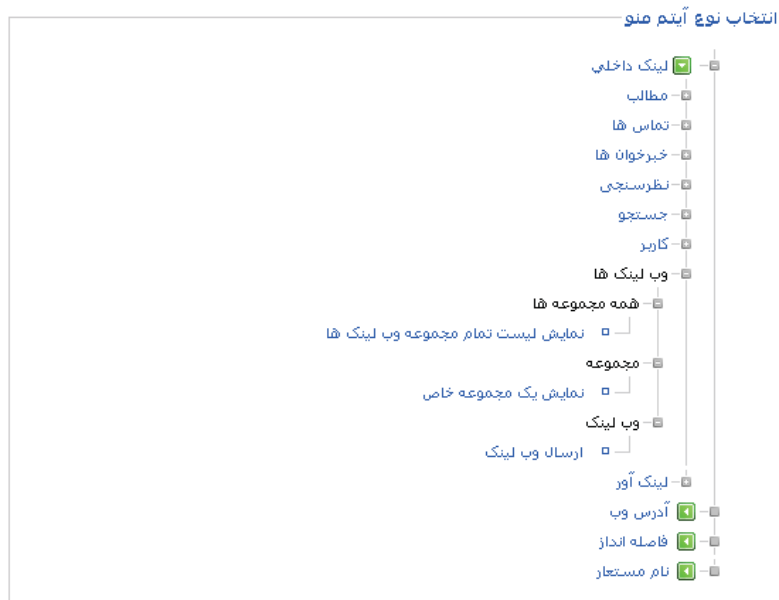 انتخاب نوع آیتم منو
لینک داخلي
مطالب
تماس ها
خبرخوان ها
نظرسنجی
جستجو
کاربر
وب لینک ها
همه مجموعه ها
نمایش لیست تمام مجموعه وب لینک ها
مجموعه
نمایش یک مجموعه خاص
وب لینک
ارسال وب لینک
لینک آور
آدرس وب
فاصله انداز
نام مستعار